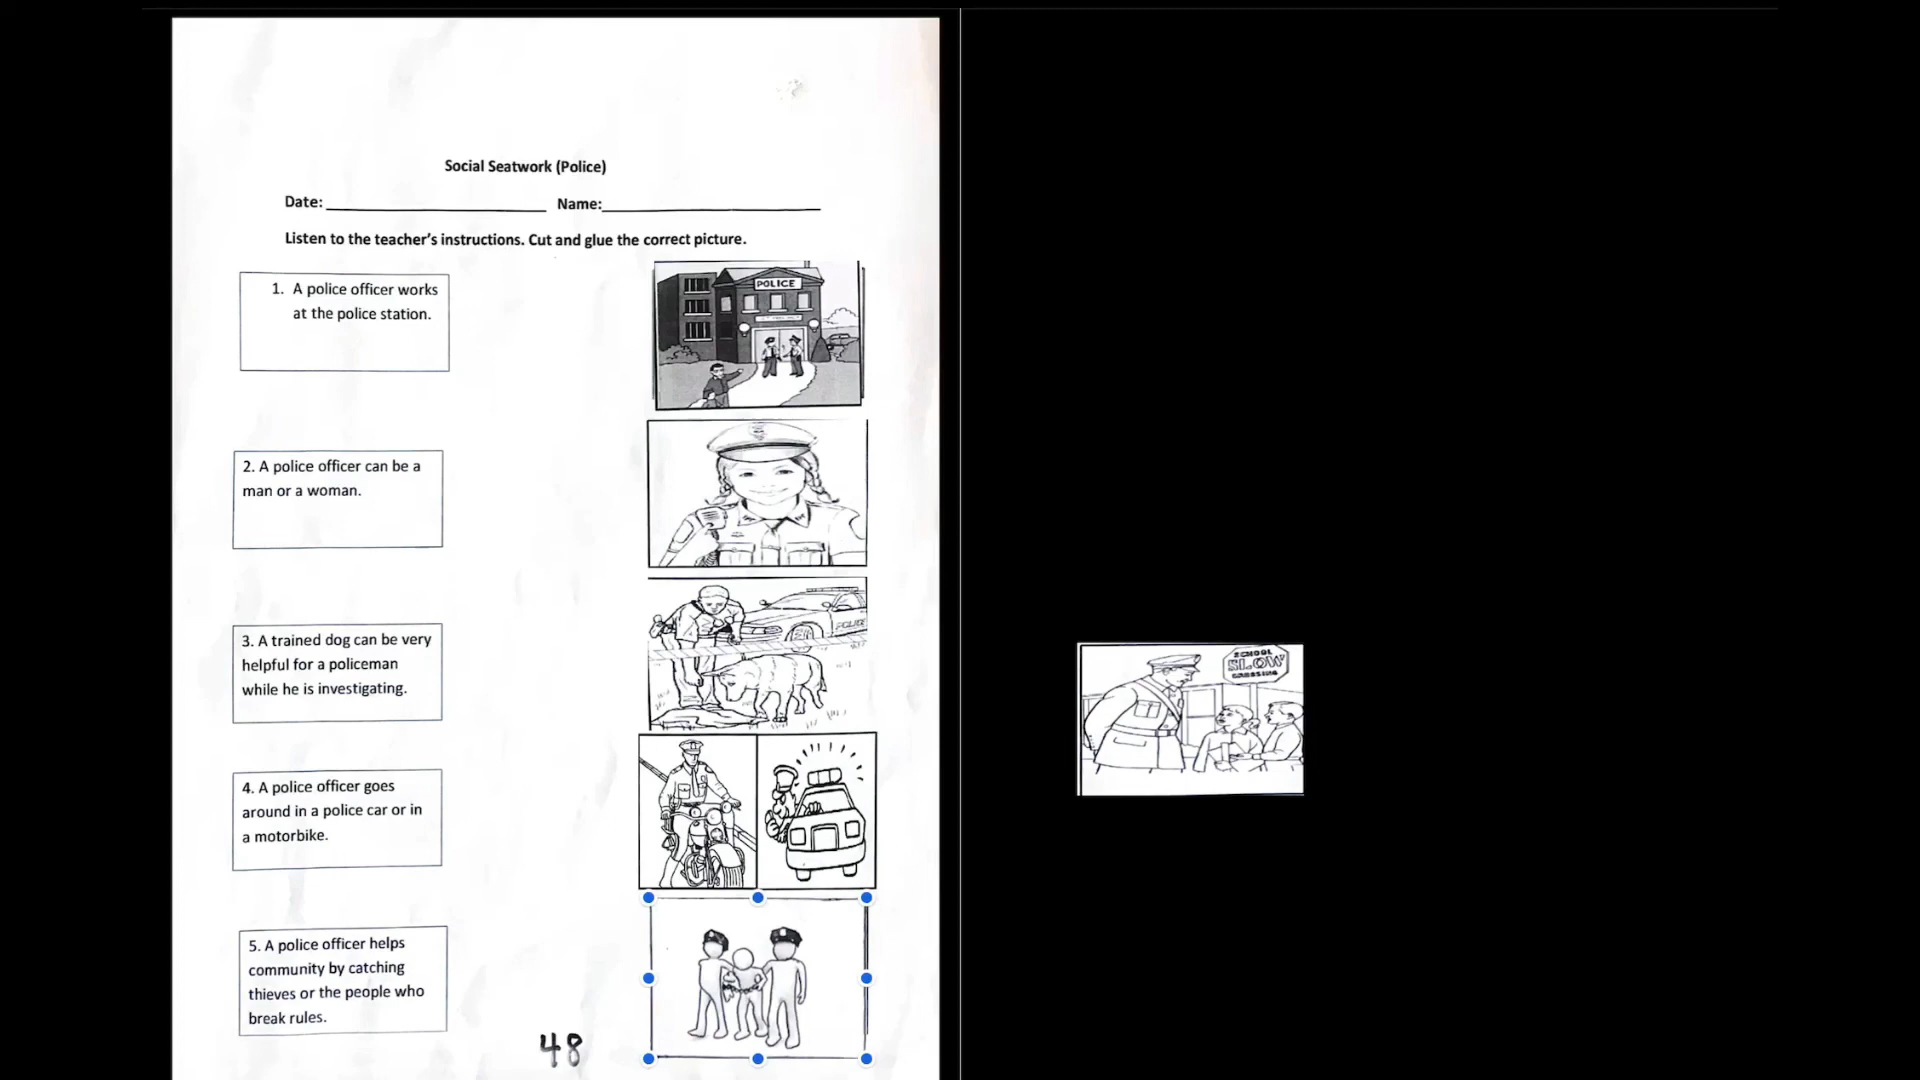 Social Seatwork (Police)
Date: Name:
Listen to the teacher's instructions. Cut and glue the correct picture.
1. A police officer works
at the police station.
POLICE
2. A police officer can be a
man or a woman.
3. A trained dog can be very
helpful for a policeman
while he is investigating.
POLICE
SCHOOL
SLOW
CROSSING
4. A police officer goes
around in a police car or in
a motorbike.
5. A police officer helps
community by catching
thieves or the people who
break rules.
48